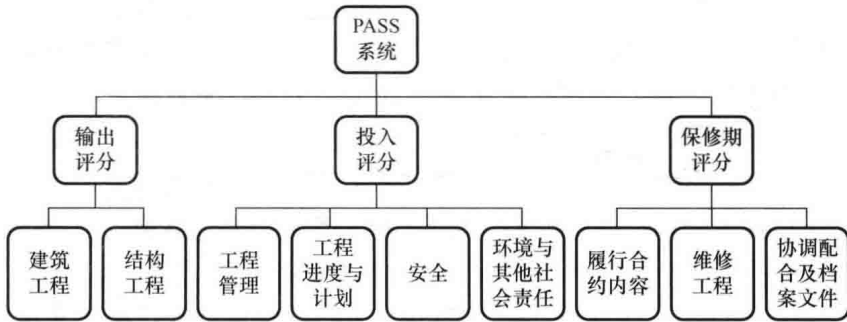 PASS
系统
输出
评分
投入
评分
保修期
评分
建筑
工程
结构
工程
工程
管理
工程
进度与
计划
安全
环境与
其他社
会责任
履行合
约内容
维修
工程
协调配
合及档
案文件